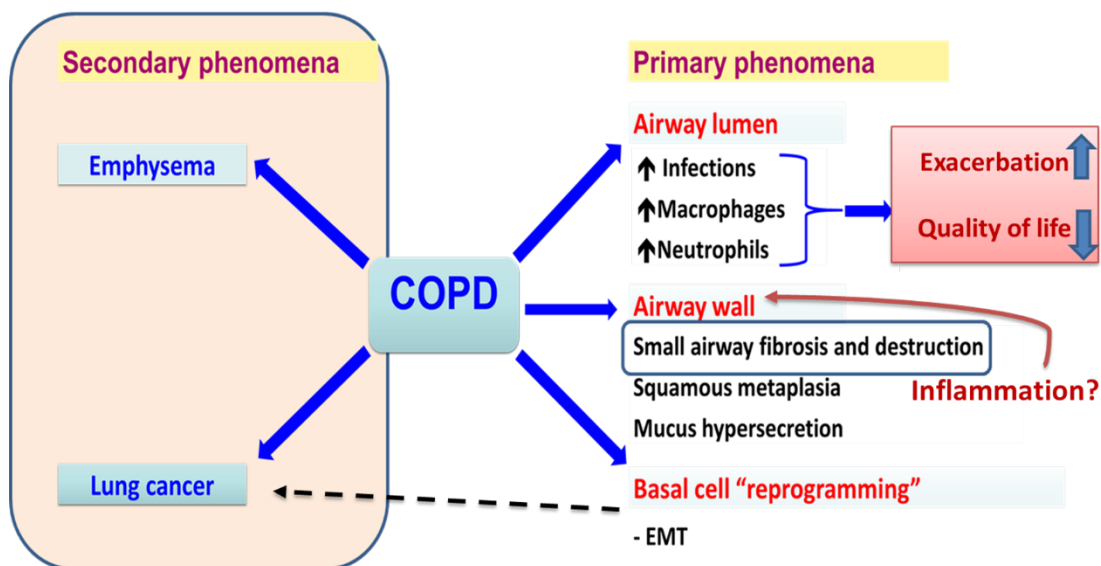 Secondary phenomena
Emphysema
Lung cancer
COPD
Primary phenomena
Airway lumen
Infections
Macrophages
Neutrophils
Exacerbation
Quality of life
Airway wall
Small airway fibrosis and destruction
Squamous metaplasia
Mucus hypersecretion
Inflammation?
Basal cell “reprogramming”
- EMT